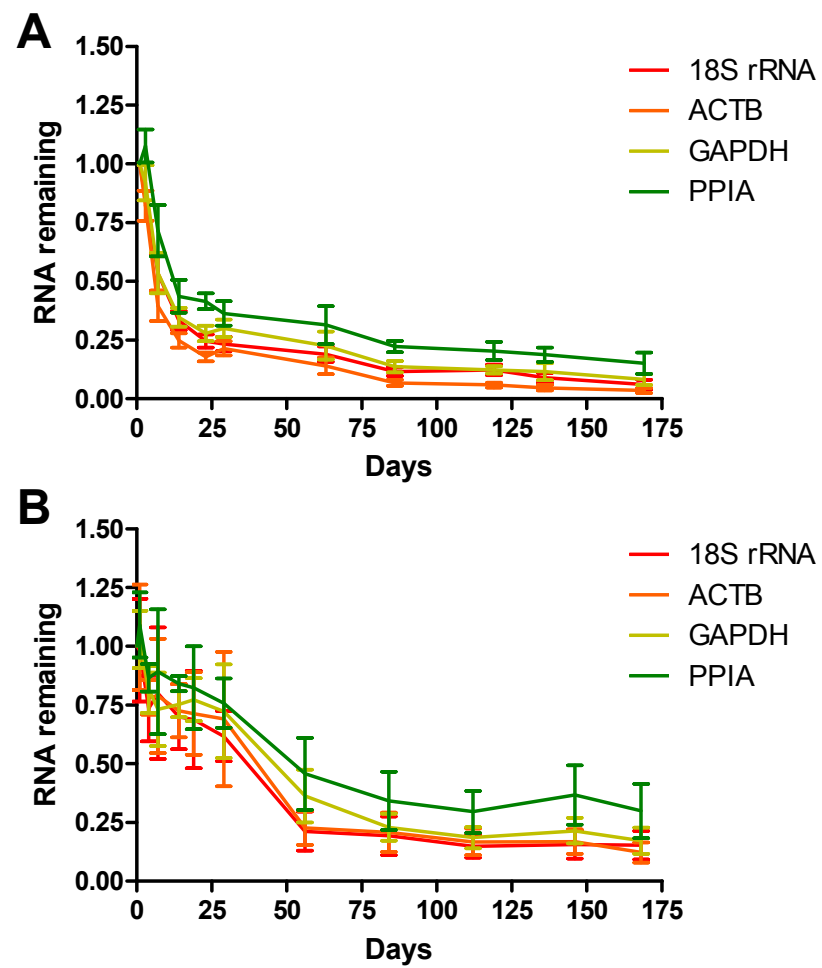 A
1.50
1.25
1.00
0.75
0.50
0.25
0.00
RNA remaining
0 25 50 75 100 125 150 175
Days
18S rRNA
ACTB
GAPDH
PPIA
B
1.50
1.25
1.00
0.75
0.50
0.25
0.00
RNA remaining
0 25 50 75 100 125 150 175
Days
18S rRNA
ACTB
GAPDH
PPIA